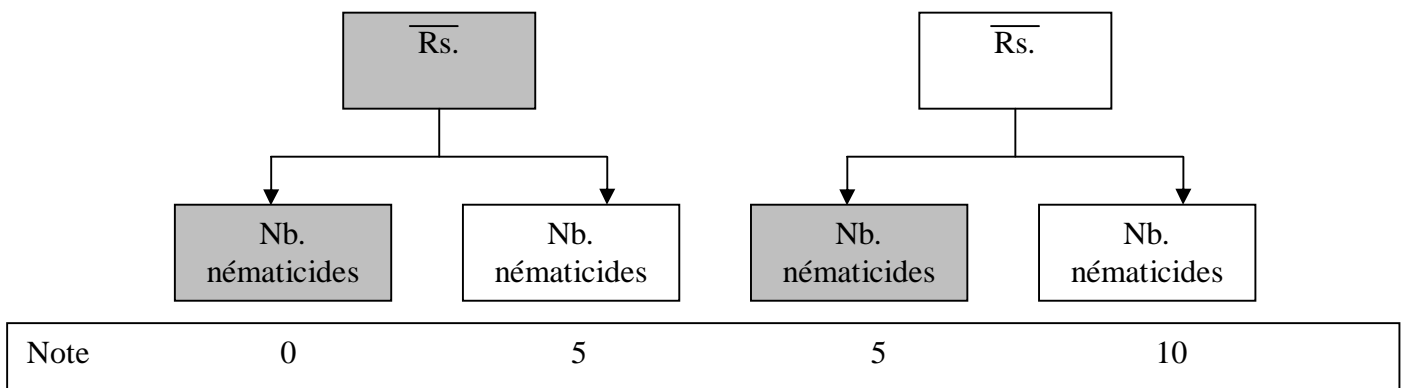 Rs. Rs.
Nb. Nb. Nb. Nb.
nématicides nématicides nématicides nématicides
Note 0 5 5 10